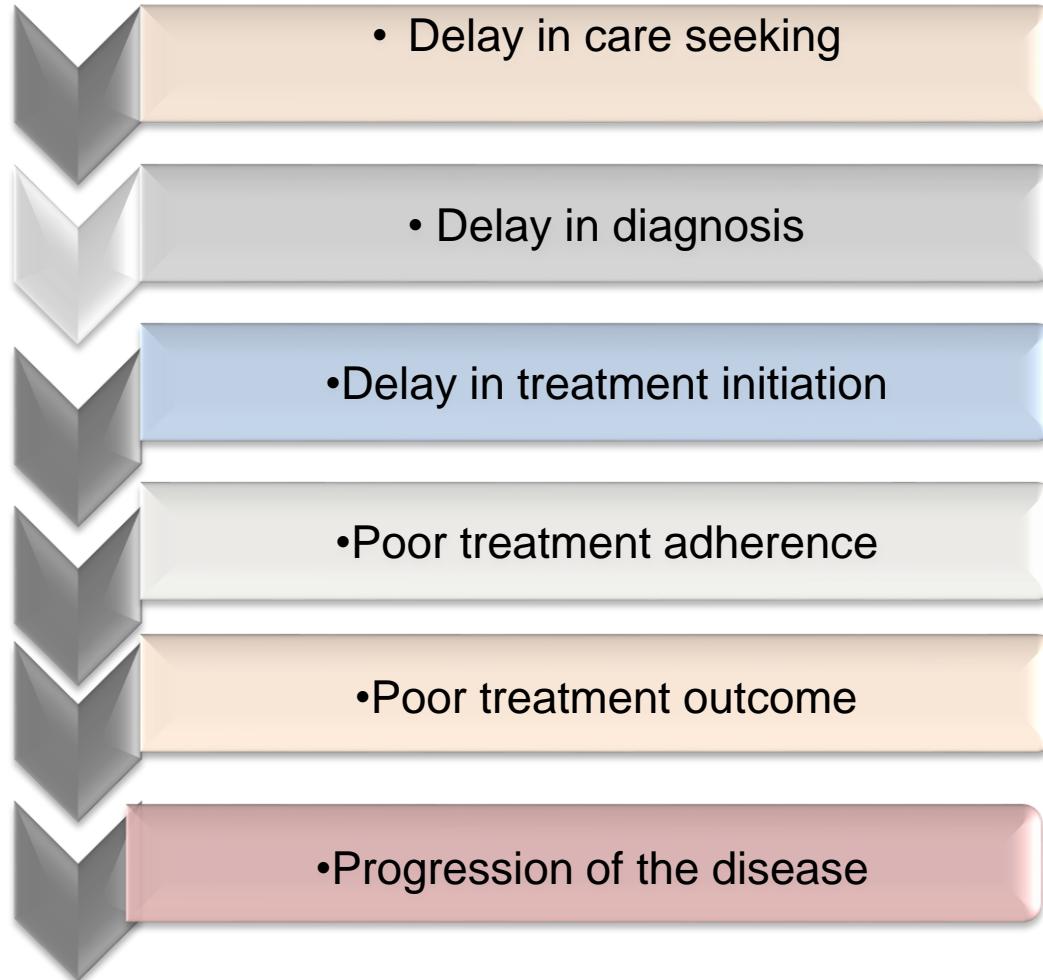 • Delay in care seeking
• Delay in diagnosis
•Delay in treatment initiation
•Poor treatment adherence
•Poor treatment outcome
•Progression of the disease